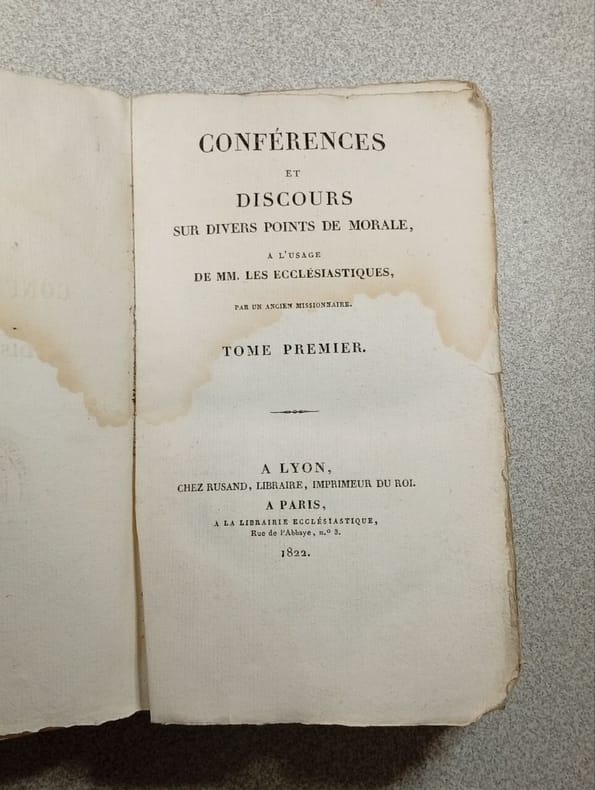 CONFÉRENCES
ET
DISCOURS
SUR DIVERS POINTS DE MORALE,
A L'USAGE
DE MM. LES ECCLÉSIASTIQUES,
PAR UN ANCIEN MISSIONNAIRE.
TOME PREMIER.
A LYON,
CHEZ RUSAND, LIBRAIRE, IMPRIMEUR DU ROI.
A PARIS,
A LA LIBRAIRIE ECCLÉSIASTIQUE,
Rue de l'Abbaye, n.º 3.
1822.